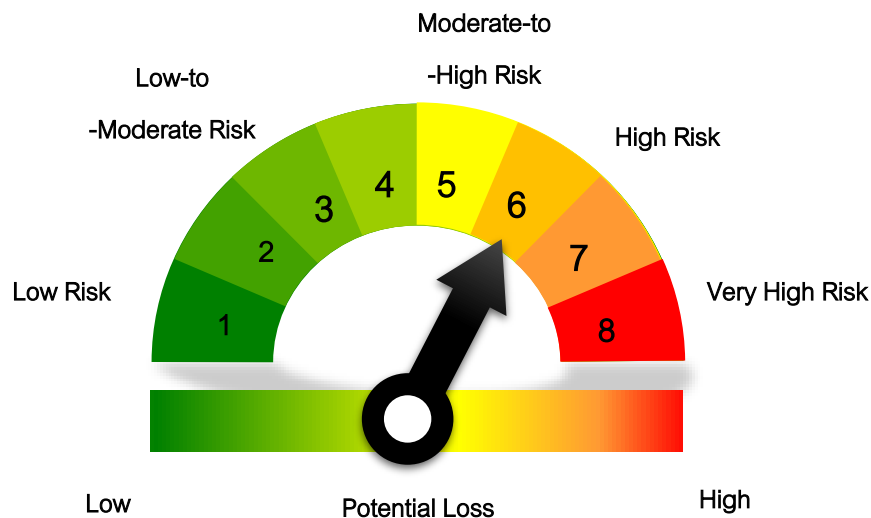 Moderate-to
-High Risk
Low-to
-Moderate Risk
High Risk
Low Risk
Very High Risk
1
2
3
4
5
6
7
8
Low
Potential Loss
High